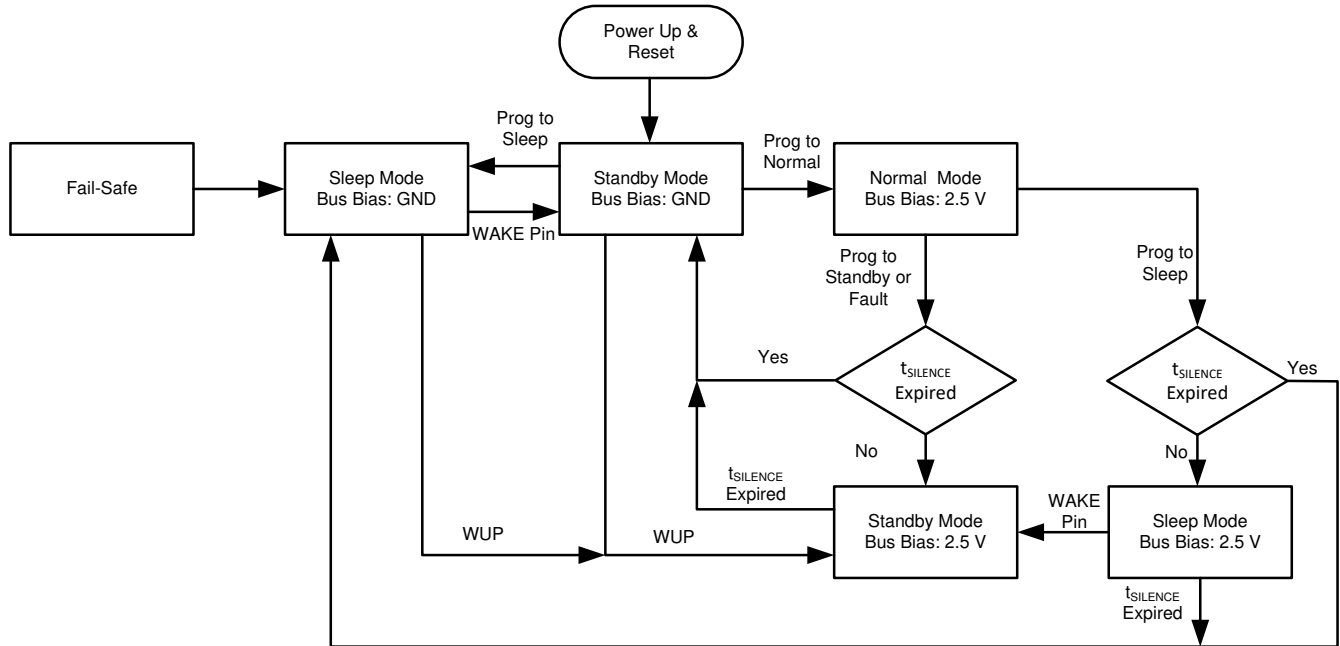 Power Up &
Reset
Prog to
Sleep
Prog to
Normal
Fail-Safe
Sleep Mode
Bus Bias: GND
Standby Mode
Bus Bias: GND
Normal Mode
Bus Bias: 2.5 V
WAKE Pin
Prog to
Standby or
Fault
Prog to
Sleep
Yes
tSILENCE
Expired
tSILENCE
Expired
Yes
No
No
tSILENCE
Expired
WAKE
Pin
Standby Mode
Bus Bias: 2.5 V
Sleep Mode
Bus Bias: 2.5 V
WUP
WUP
tSILENCE
Expired